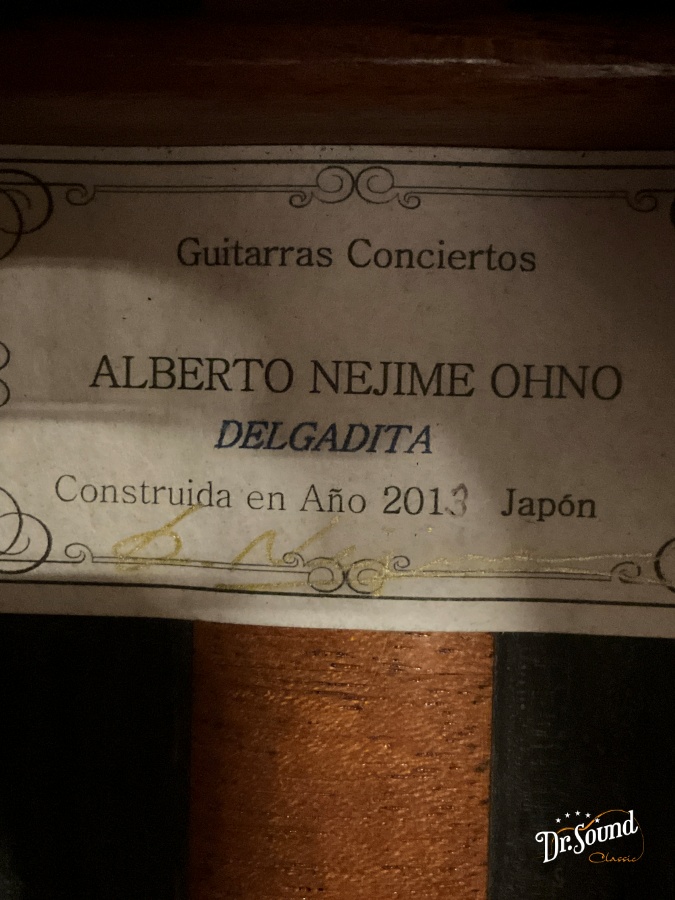 Guitarras Conciertos
ALBERTO NEJIME OHNO
DELGADITA
Construida en Año 2013 Japón
Dr. Sound
Classic